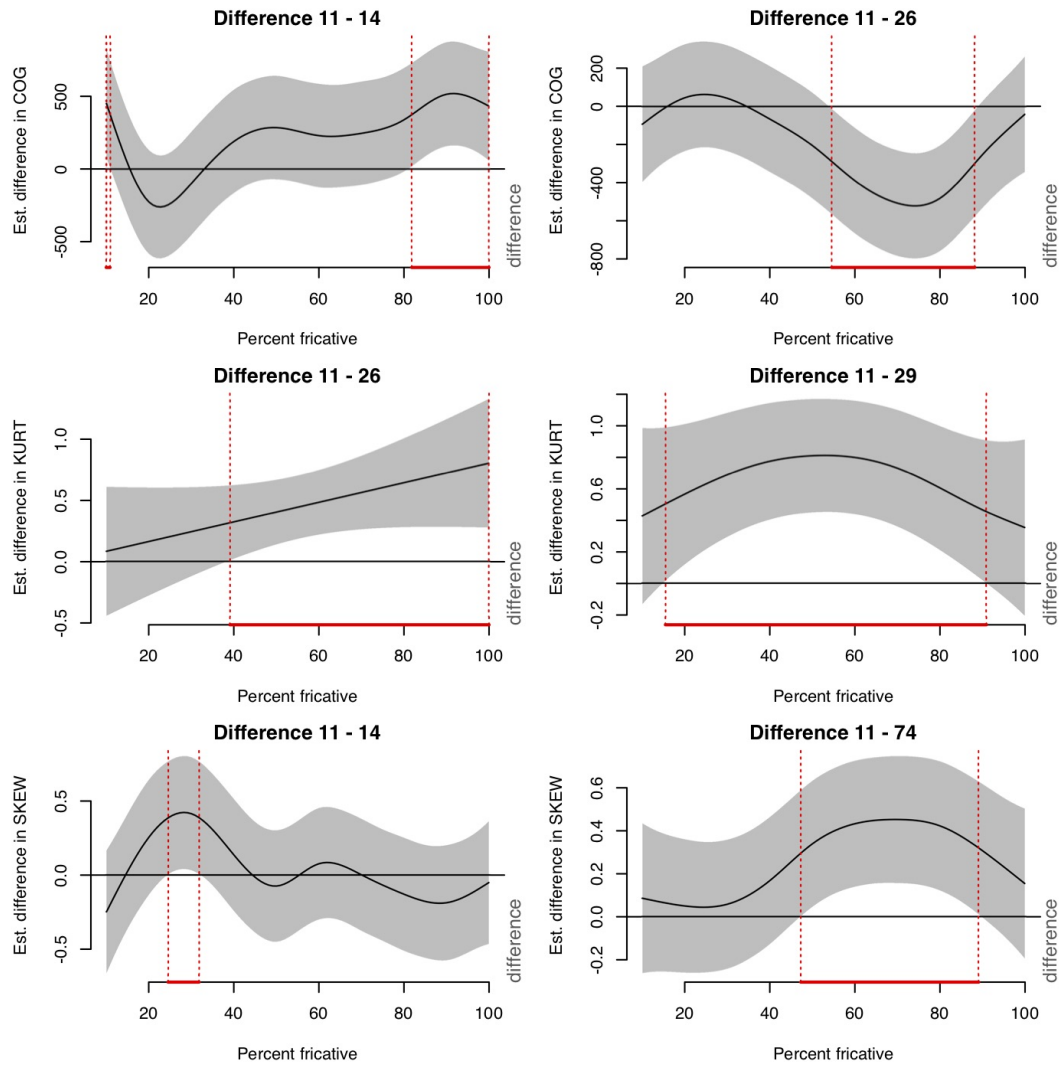 Difference 11 - 14
Est. difference in COG
500
0
-500
20 40 60 80 100
Percent fricative
difference
Difference 11 - 26
Est. difference in COG
200
0
-400
-800
20 40 60 80 100
Percent fricative
difference
Difference 11 - 26
Est. difference in KURT
1.0
0.5
0.0
-0.5
20 40 60 80 100
Percent fricative
difference
Difference 11 - 29
Est. difference in KURT
1.0
0.6
0.2
-0.2
20 40 60 80 100
Percent fricative
difference
Difference 11 - 14
Est. difference in SKEW
0.5
0.0
-0.5
20 40 60 80 100
Percent fricative
difference
Difference 11 - 74
Est. difference in SKEW
0.6
0.4
0.2
0.0
-0.2
20 40 60 80 100
Percent fricative
difference